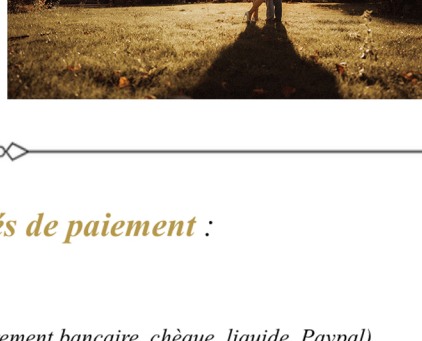 és de paiement :
ement bancaire, chèque, liquide, Paypal)